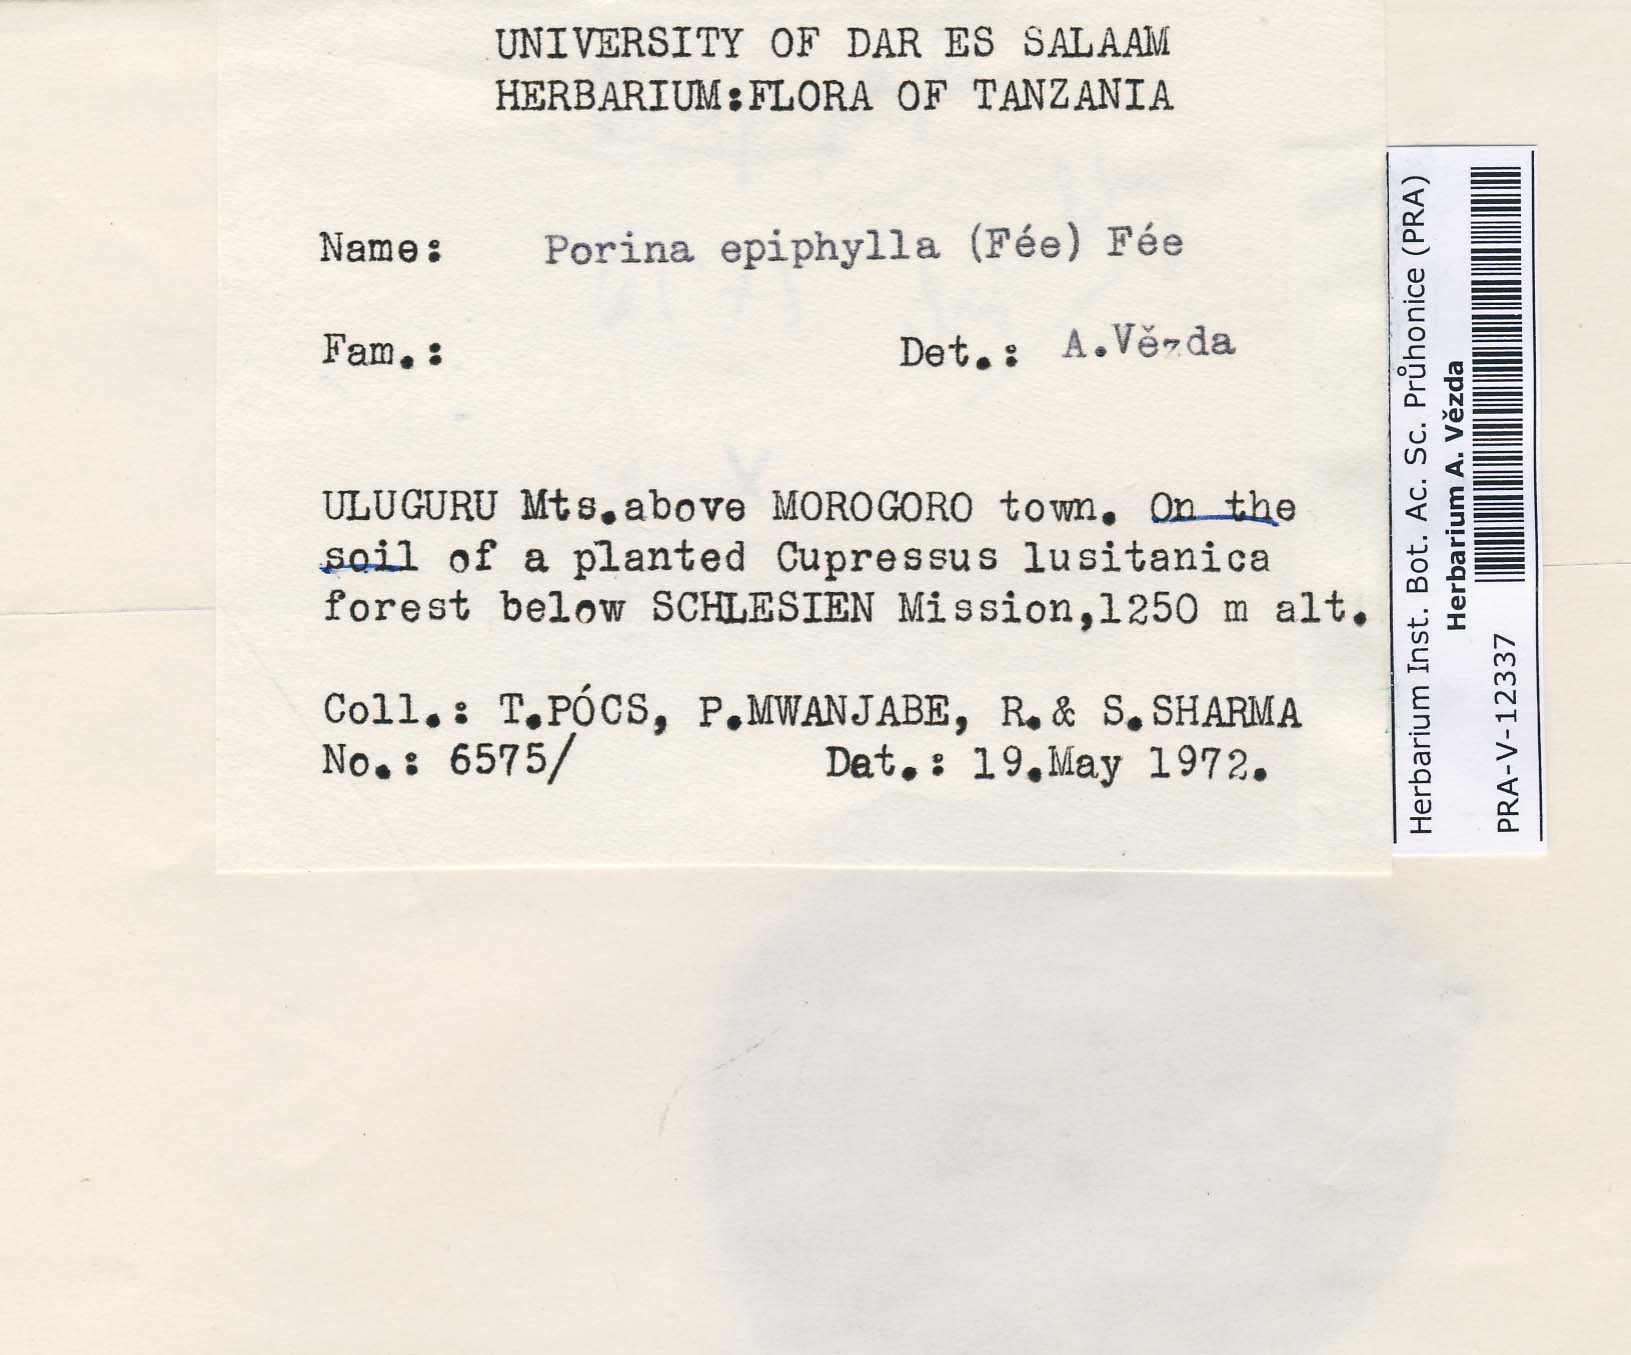 UNIVERSITY OF DAR ES SALAAM
HERBARIUM:FLORA OF TANZANIA
Name: Porina epiphylla (Fée) Fée
Fam.: Det.: A.Vězda
ULUGURU Mts.above MOROGORO town. On the
soil of a planted Cupressus lusitanica
forest below SCHLESIEN Mission,1250 m alt.
Coll.: T.PÓCS, P.MWANJABE, R.& S.SHARMA
No.: 6575/ Dat.: 19.May 1972.
Herbarium Inst. Bot. Ac. Sc. Průhonice (PRA)
Herbarium A. Vězda
PRA-V-12337